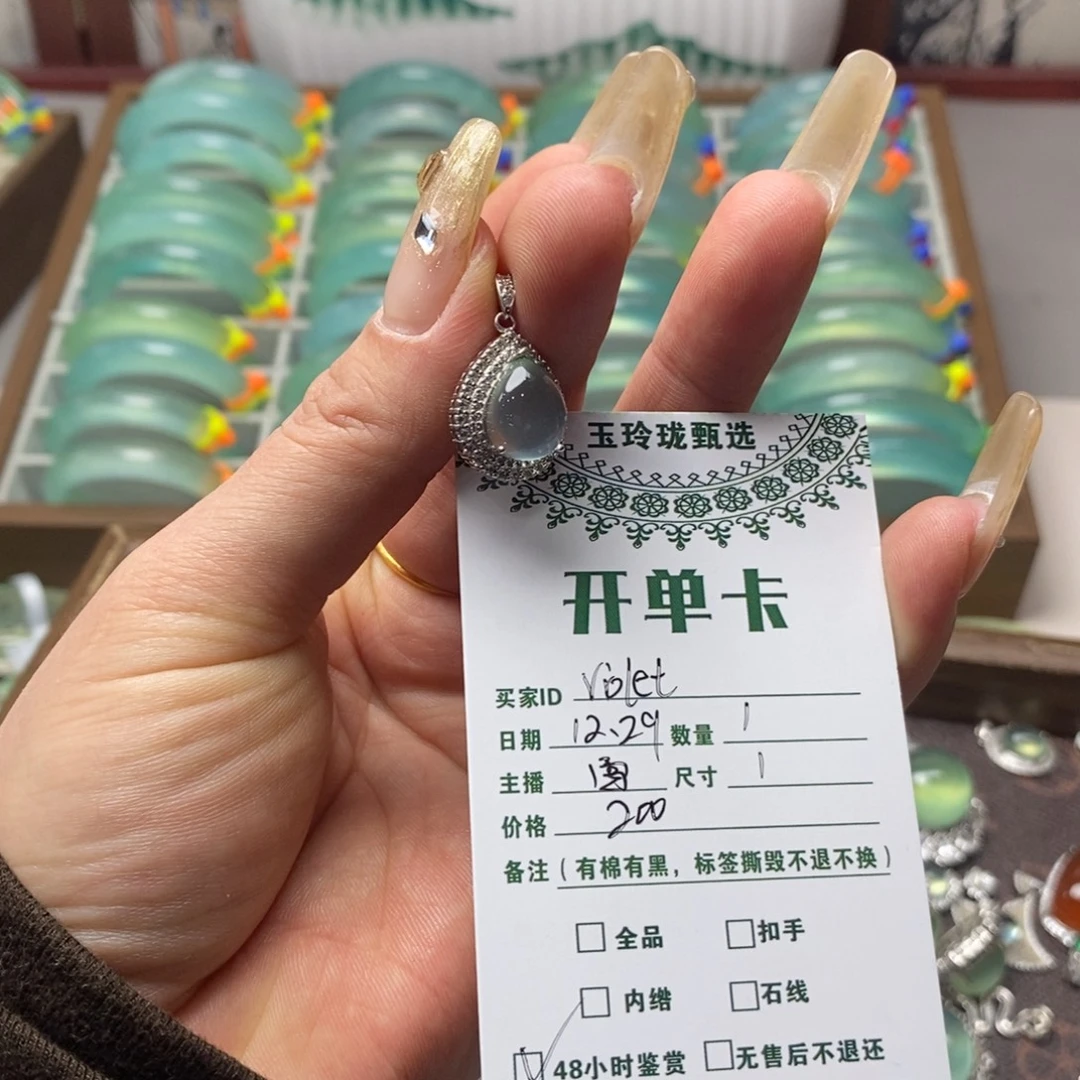 玉玲珑甄选
开单卡
买家ID Violet
日期 12、29 数量 1
主播 尺寸 1
价格 200
备注（有棉有黑，标签撕毁不退不换）
全品 扣手
内绺 石线
48小时鉴赏 无售后不退还